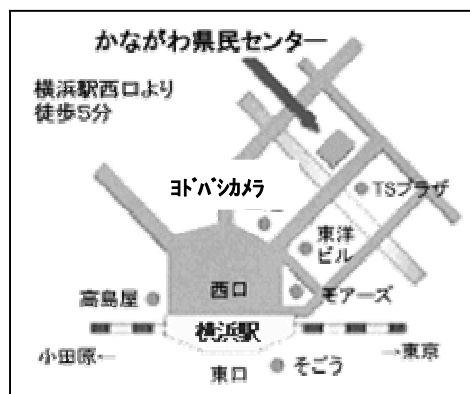 かながわ県民センター
横浜駅西口より
徒歩5分
ヨドバシカメラ
TSプラザ
東洋
ビル
西口
モアーズ
高島屋
横浜駅
小田原←
→東京
東口
そごう